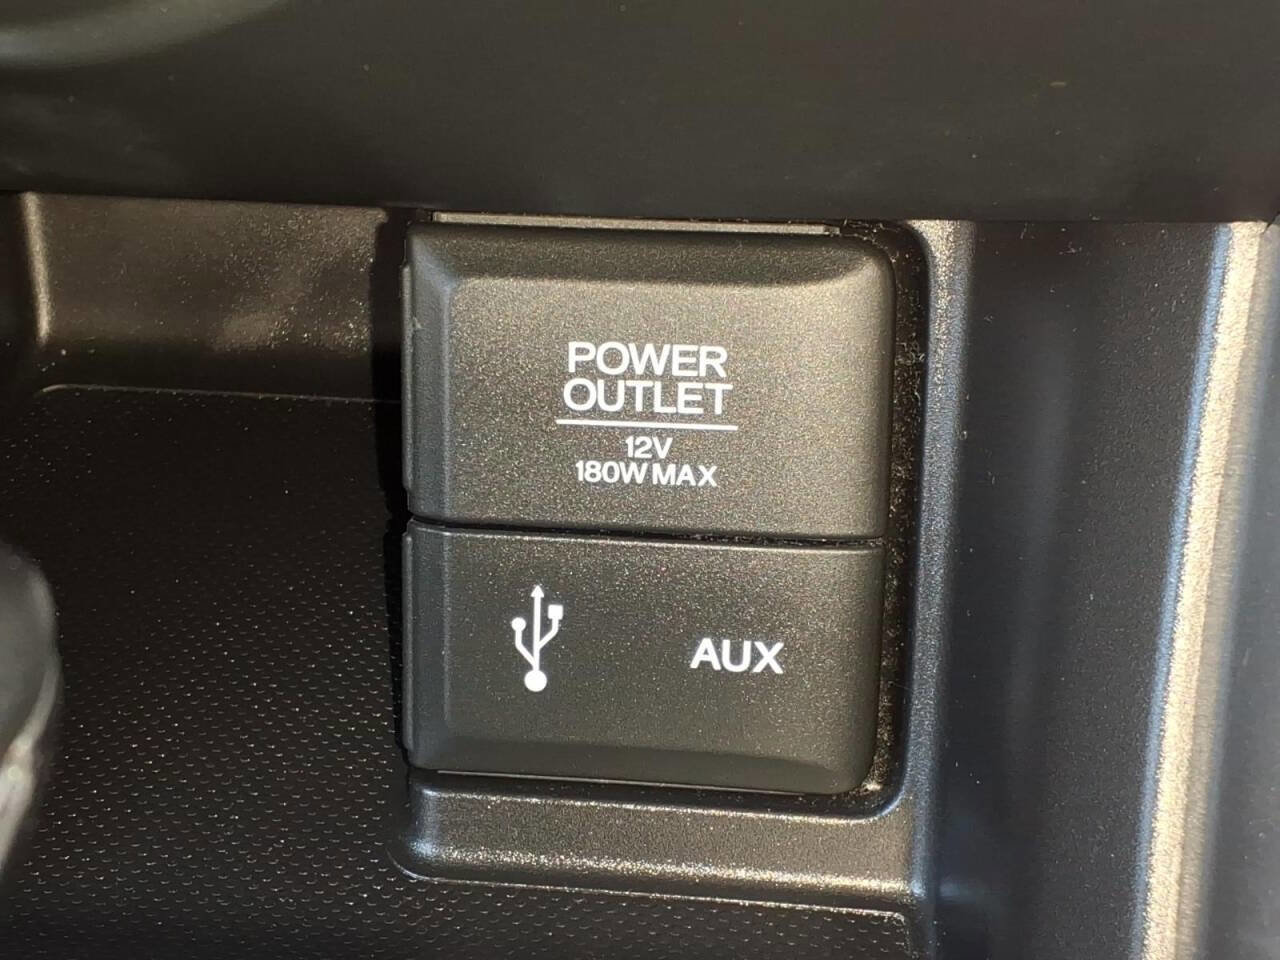 POWER
OUTLET
12V
180W MAX
AUX